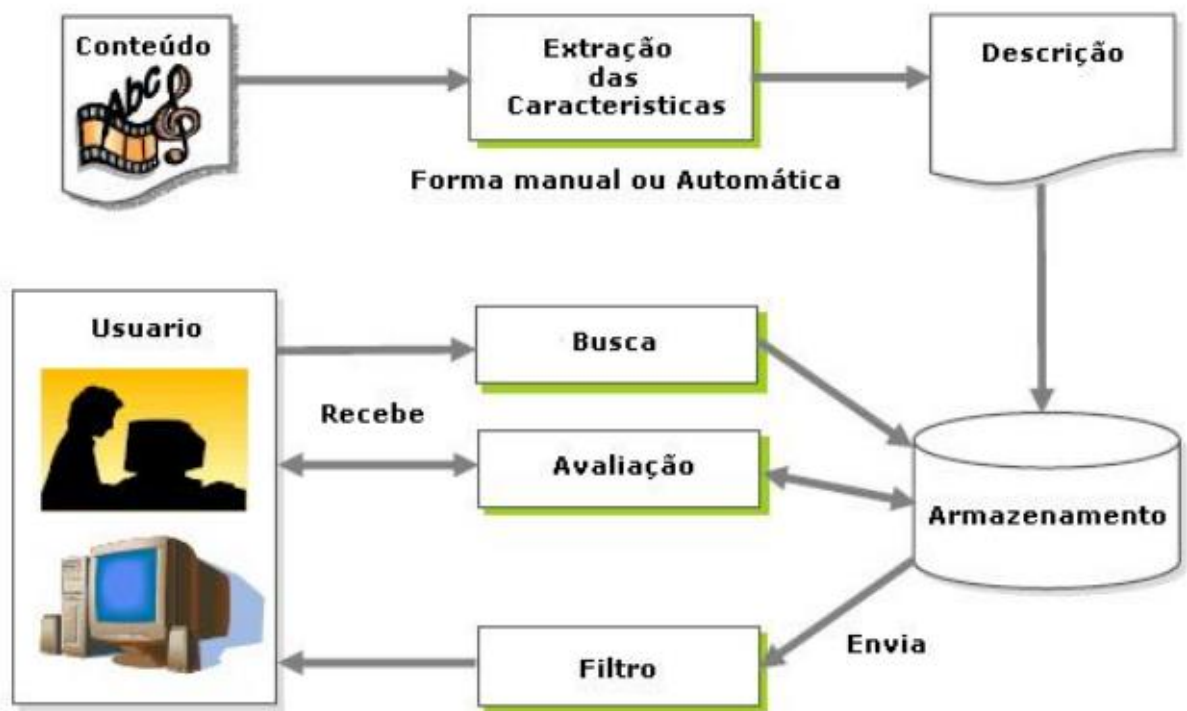 Conteúdo
Abc
Extração
das
Caracteristicas
Descrição
Forma manual ou Automática
Usuario
Busca
Recebe
Avaliação
Armazenamento
Envia
Filtro